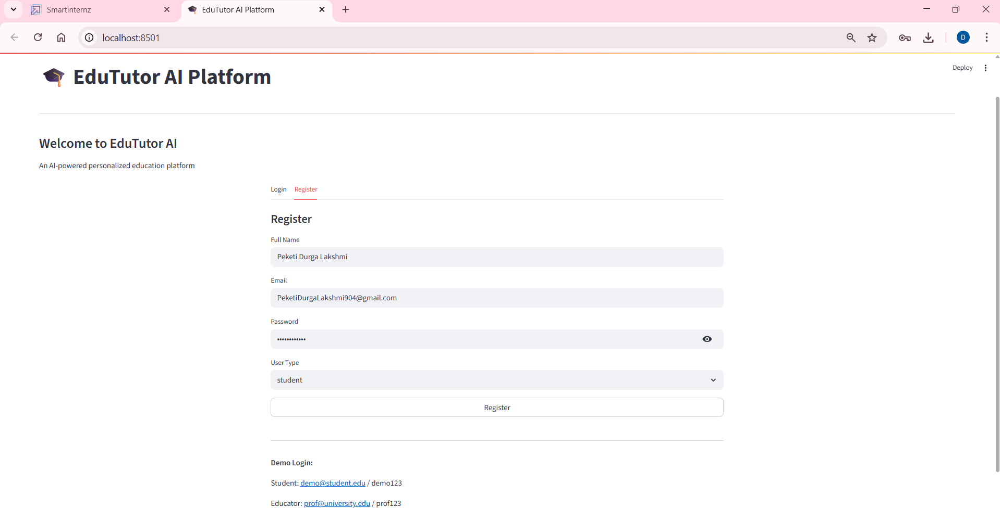 Smartinternz
EduTutor AI Platform
localhost:8501
D
Deploy
EduTutor AI Platform
Welcome to EduTutor AI
An AI-powered personalized education platform
Login Register
Register
Full Name
Peketi Durga Lakshmi
Email
PeketiDurgaLakshmi904@gmail.com
Password
••••••••••••
User Type
student
Register
Demo Login:
Student: demo@student.edu / demo123
Educator: prof@university.edu / prof123